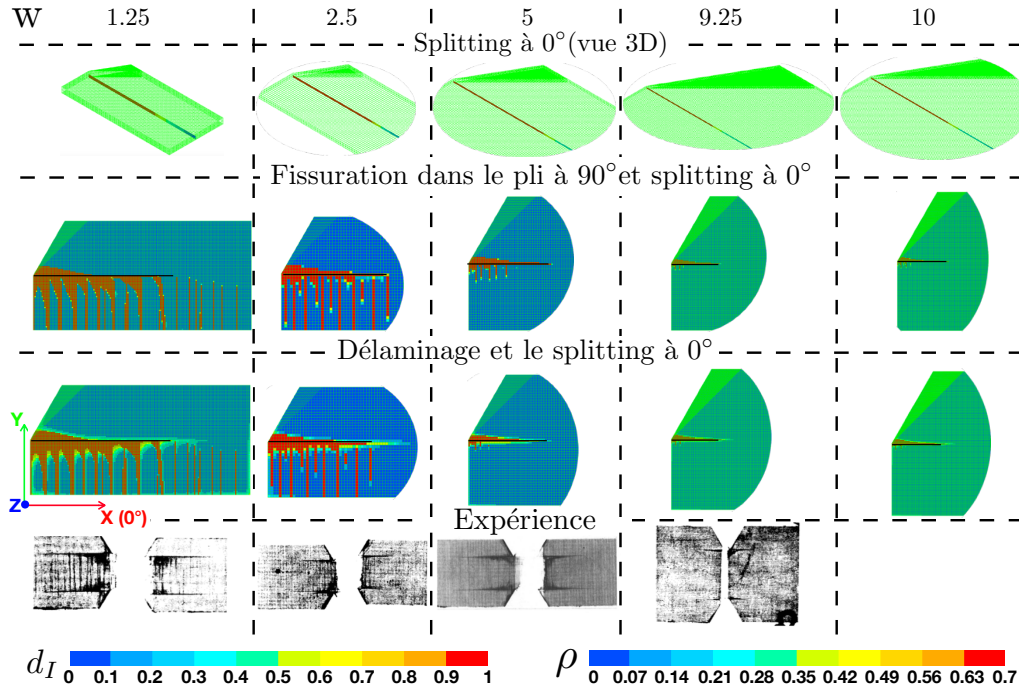 W 1.25 2.5 5 9.25 10
Splitting à 0°(vue 3D)
Fissuration dans le pli à 90°et splitting à 0°
Délaminage et le splitting à 0°
Y
Z
X (0°)
Expérience
d_I
0 0.1 0.2 0.3 0.4 0.5 0.6 0.7 0.8 0.9 1
ρ
0 0.07 0.14 0.21 0.28 0.35 0.42 0.49 0.56 0.63 0.7